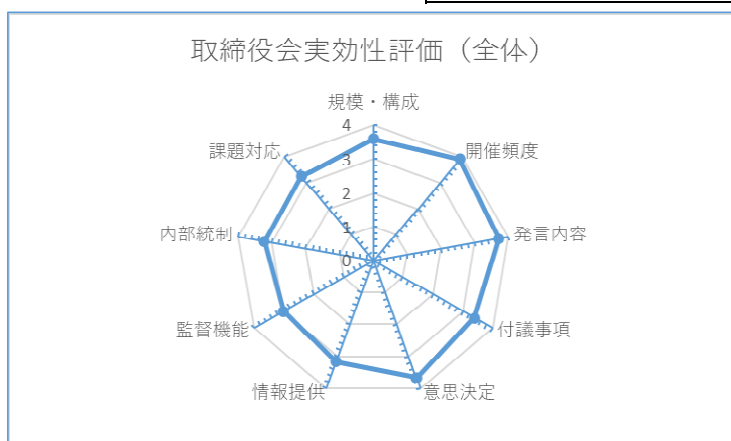 取締役会実効性評価（全体）
規模・構成
開催頻度
発言内容
付議事項
意思決定
情報提供
監督機能
内部統制
課題対応
4
3
2
1
0